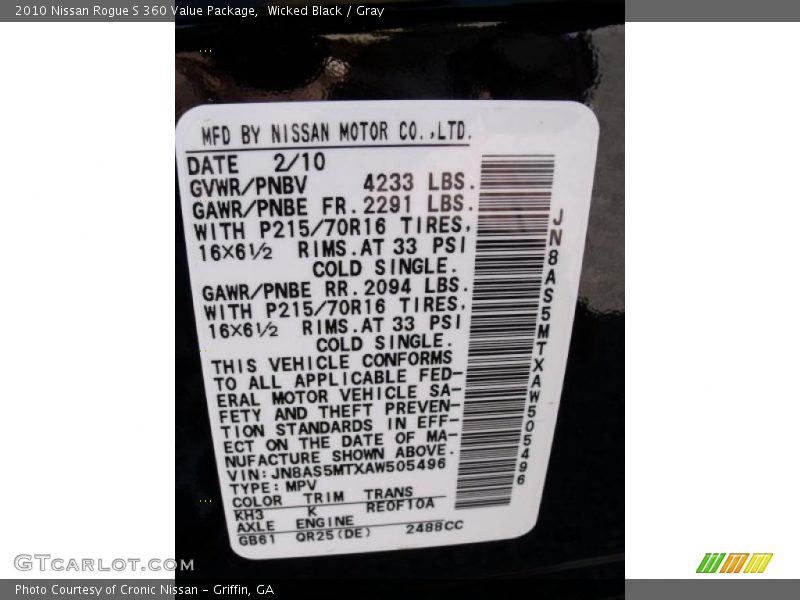 2010 Nissan Rogue S 360 Value Package,  Wicked Black / Gray
MFD BY NISSAN MOTOR CO.,LTD.
DATE 2/10
GVWR/PNBV 4233 LBS.
GAWR/PNBE FR. 2291 LBS.
WITH P215/70R16 TIRES,
16×6½ RIMS.AT 33 PSI
COLD SINGLE.
GAWR/PNBE RR. 2094 LBS.
WITH P215/70R16 TIRES,
16×6½ RIMS.AT 33 PSI
COLD SINGLE.
THIS VEHICLE CONFORMS
TO ALL APPLICABLE FED-
ERAL MOTOR VEHICLE SA-
FETY AND THEFT PREVEN-
TION STANDARDS IN EFF-
ECT ON THE DATE OF MA-
NUFACTURE SHOWN ABOVE.
VIN:JN8AS5MTXAW505496
TYPE:MPV
COLOR TRIM TRANS
KH3 K RE0F10A
AXLE ENGINE
GB61 QR25(DE) 2488CC
JN8AS5MTXAW505496
GTCarLot.com
Photo Courtesy of Cronic Nissan - Griffin, GA